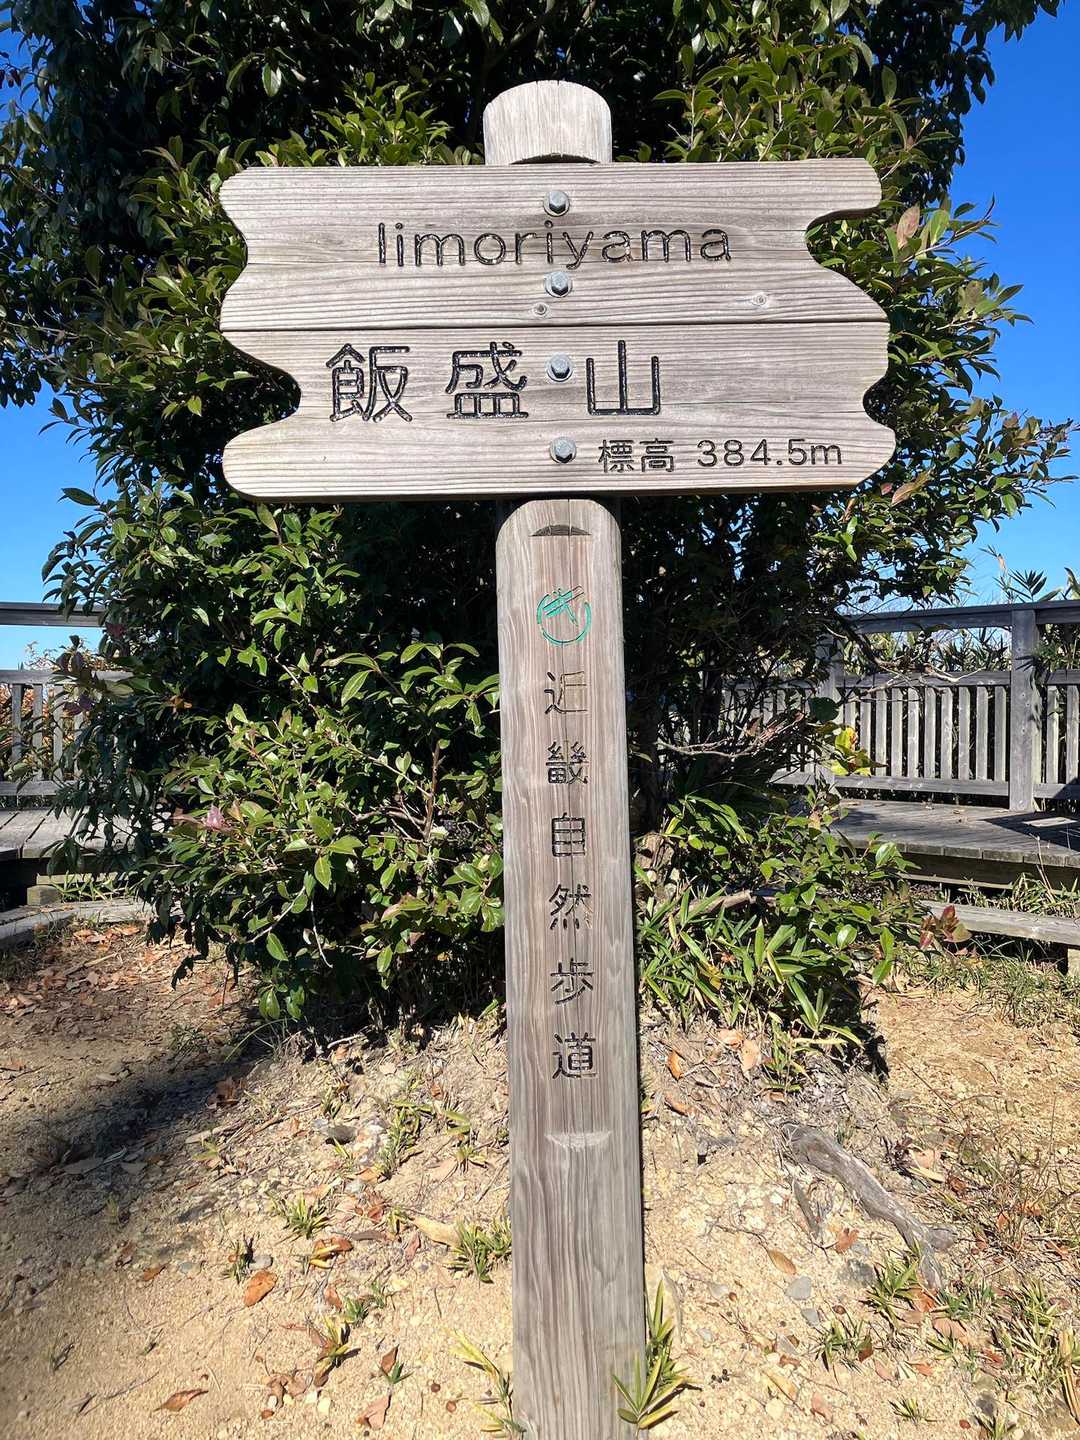 Iimoriyama
飯盛山
標高 384.5m
近畿自然歩道